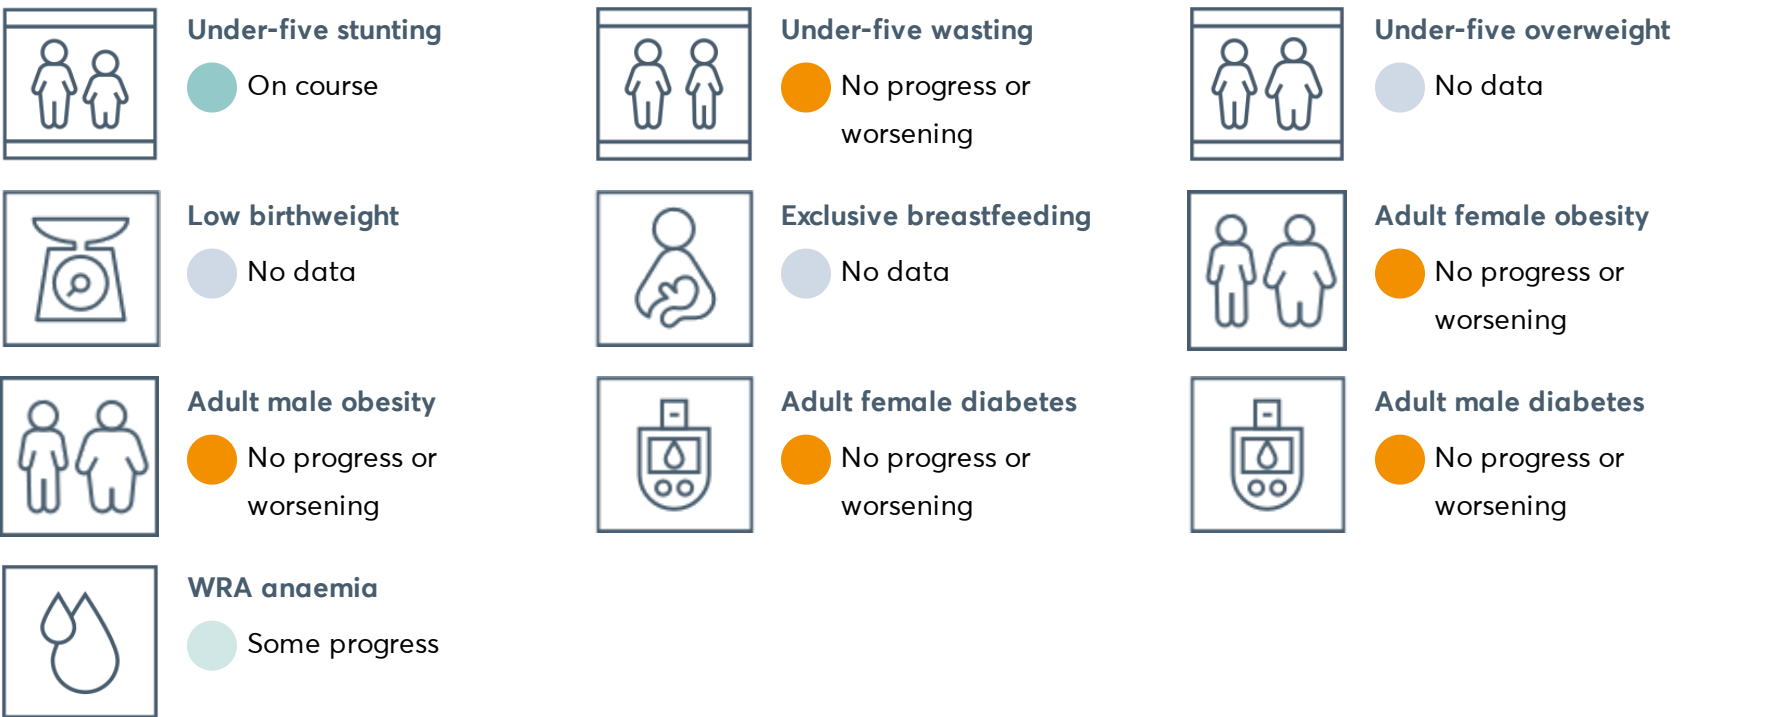 Under-five stunting
On course
Under-five wasting
No progress or
worsening
Under-five overweight
No data
Low birthweight
No data
Exclusive breastfeeding
No data
Adult female obesity
No progress or
worsening
Adult male obesity
No progress or
worsening
Adult female diabetes
No progress or
worsening
Adult male diabetes
No progress or
worsening
WRA anaemia
Some progress